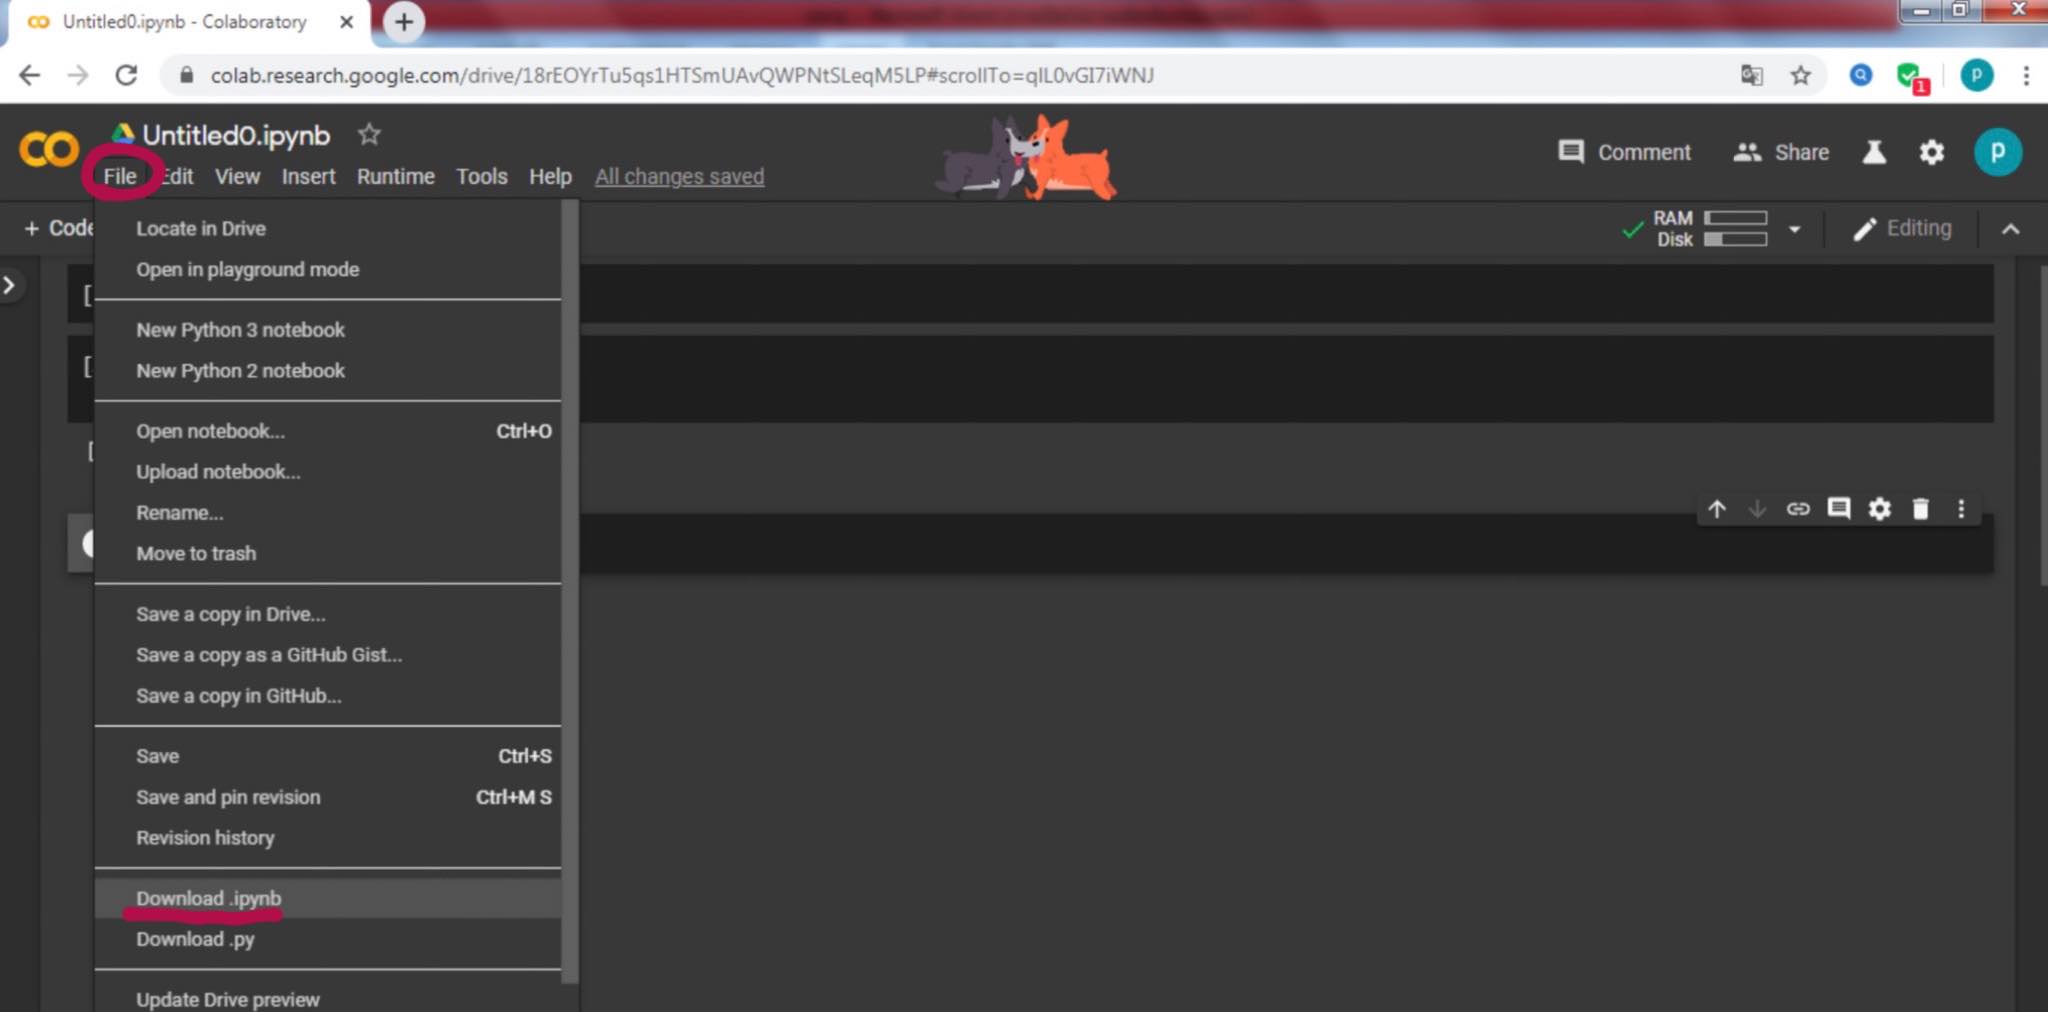 Untitled0.ipynb - Colaboratory
colab.research.google.com/drive/18rEOYrTu5qs1HTSmUAvQWPNtSLeqM5LP#scrollTo=qlL0vGI7iWNJ
1
p
Untitled0.ipynb
Comment
Share
p
File Edit View Insert Runtime Tools Help All changes saved
+ Code
RAM
Disk
Editing
Locate in Drive
Open in playground mode
[
New Python 3 notebook
[
New Python 2 notebook
Open notebook... Ctrl+O
[
Upload notebook...
Rename...
Move to trash
Save a copy in Drive...
Save a copy as a GitHub Gist...
Save a copy in GitHub...
Save Ctrl+S
Save and pin revision Ctrl+M S
Revision history
Download .ipynb
Download .py
Update Drive preview